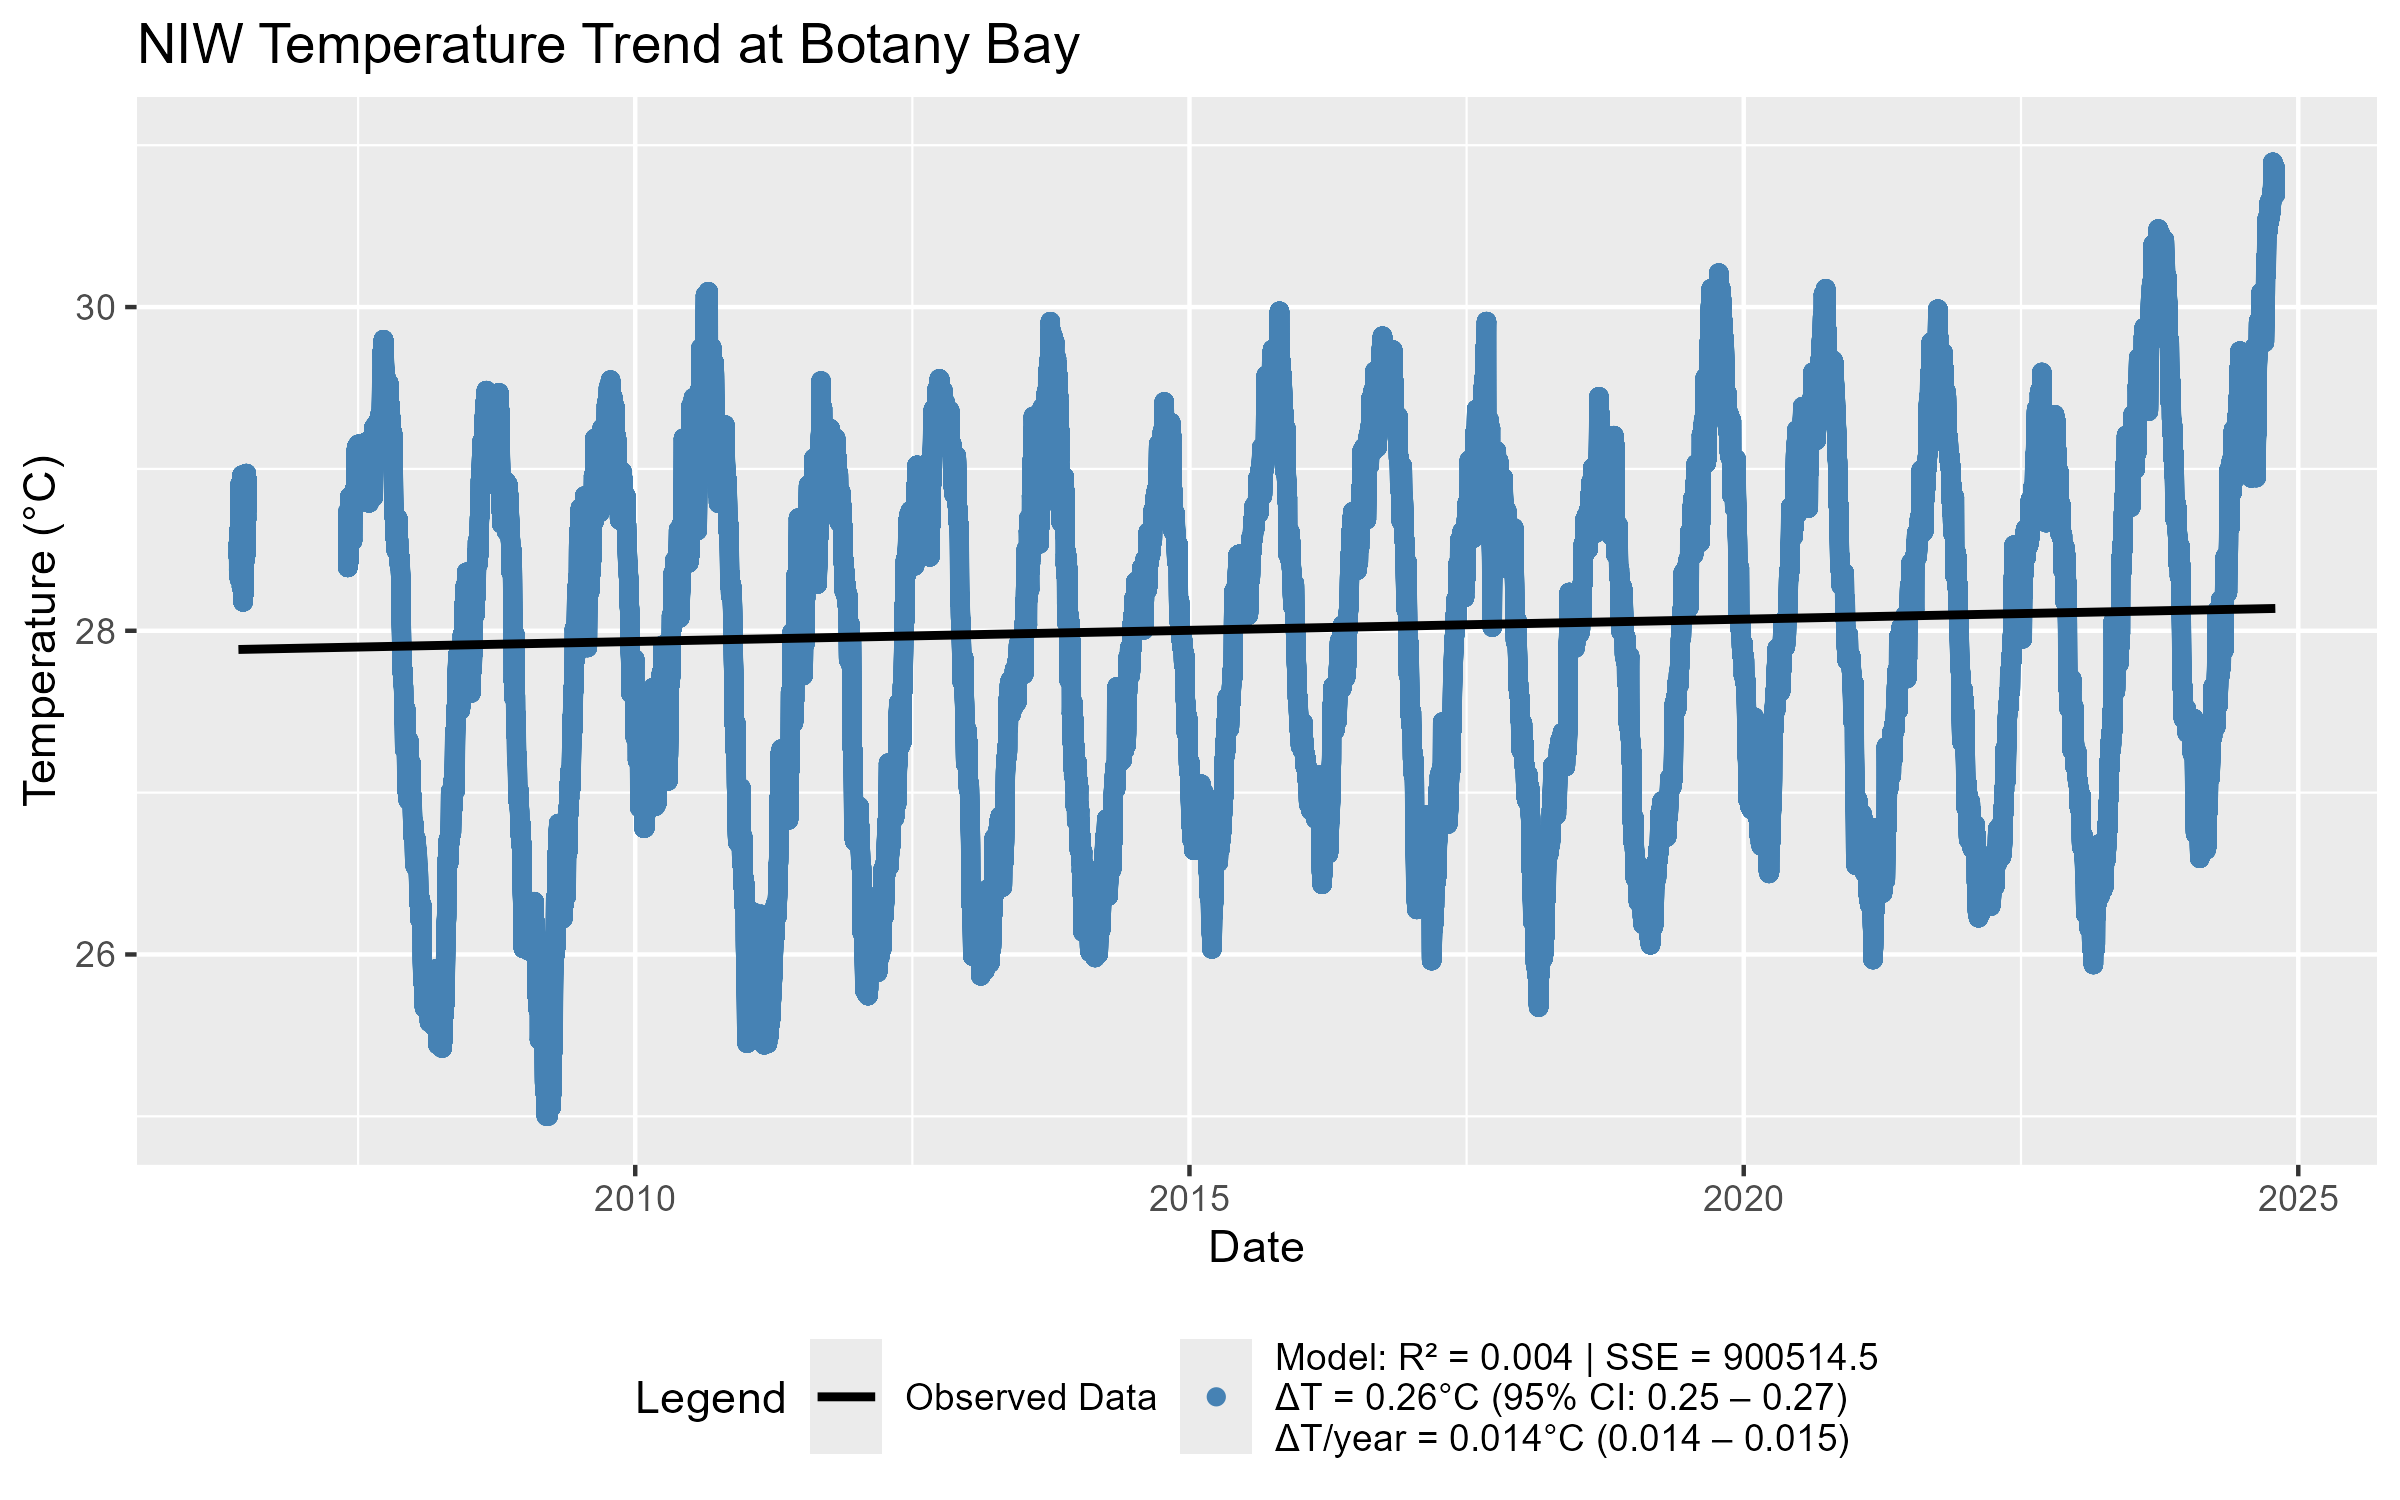 NIW Temperature Trend at Botany Bay
Temperature (°C)
30
28
26
2010
2015
2020
2025
Date
Legend
Observed Data
Model: R² = 0.004 | SSE = 900514.5
ΔT = 0.26°C (95% CI: 0.25 – 0.27)
ΔT/year = 0.014°C (0.014 – 0.015)